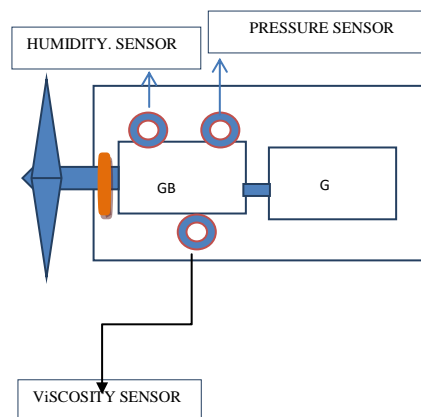 PRESSURE SENSOR
HUMIDITY. SENSOR
GB
G
ViSCOSITY SENSOR